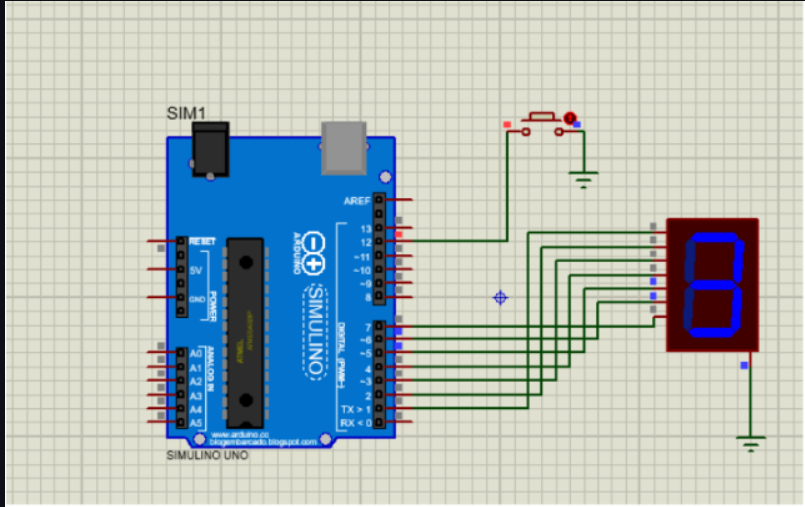 SIM1
AREF
13
12
~11
~10
~9
8
RESET
5V
GND
POWER
ARDUINO
SIMULINO
DIGITAL (PWM~)
7
~6
~5
4
~3
2
TX > 1
RX < 0
A0
A1
A2
A3
A4
A5
ANALOG IN
ATMEL
www.arduino.cc
blogembarcado.blogspot.com
SIMULINO UNO